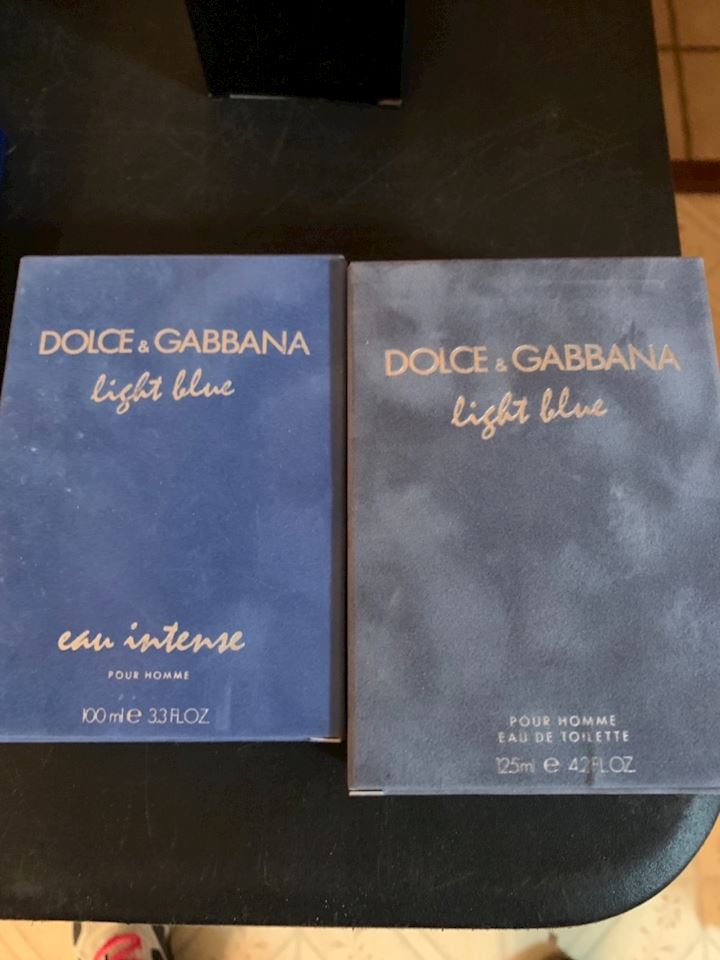 DOLCE & GABBANA
light blue
eau intense
POUR HOMME
100 ml e 3.3 FL.OZ
DOLCE & GABBANA
light blue
POUR HOMME
EAU DE TOILETTE
125ml e 4.2 FL.OZ